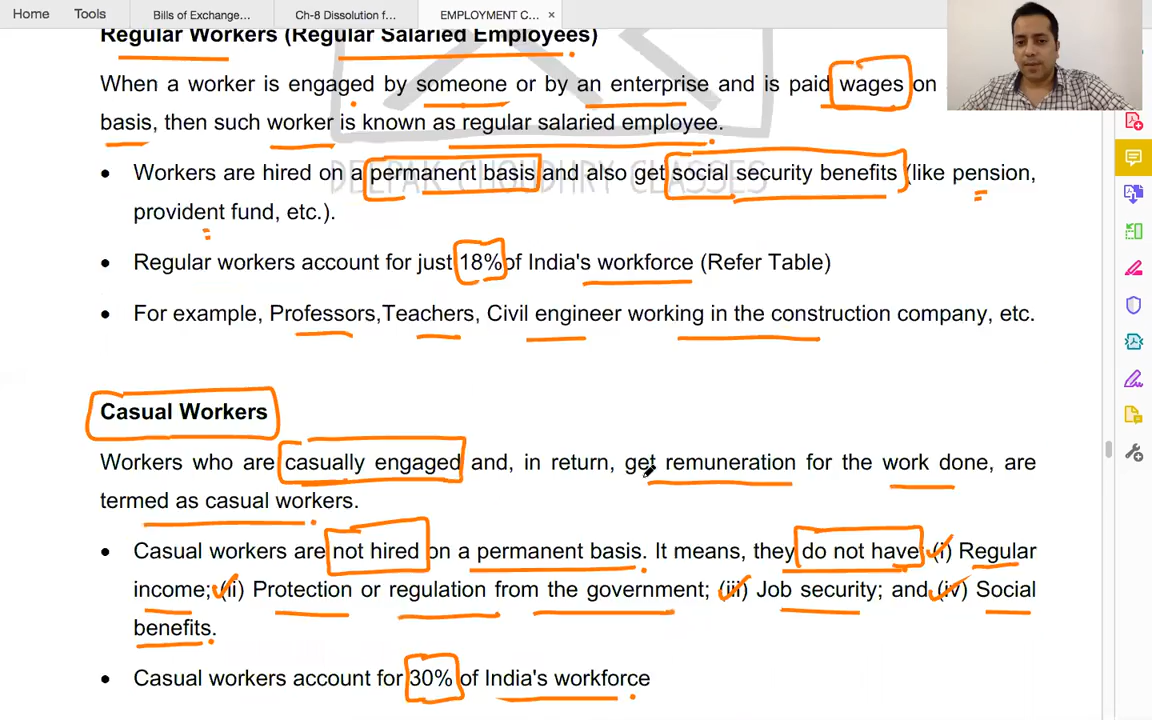 Home Tools Bills of Exchange... Ch-8 Dissolution f... EMPLOYMENT C... ×
Regular Workers (Regular Salaried Employees)
When a worker is engaged by someone or by an enterprise and is paid wages on
basis, then such worker is known as regular salaried employee.
DEEPAK CHOUDHRY CLASSES
• Workers are hired on a permanent basis and also get social security benefits (like pension,
provident fund, etc.).
• Regular workers account for just 18% of India's workforce (Refer Table)
• For example, Professors,Teachers, Civil engineer working in the construction company, etc.
Casual Workers
Workers who are casually engaged and, in return, get remuneration for the work done, are
termed as casual workers.
• Casual workers are not hired on a permanent basis. It means, they do not have (i) Regular
income; (ii) Protection or regulation from the government; (iii) Job security; and (iv) Social
benefits.
• Casual workers account for 30% of India's workforce